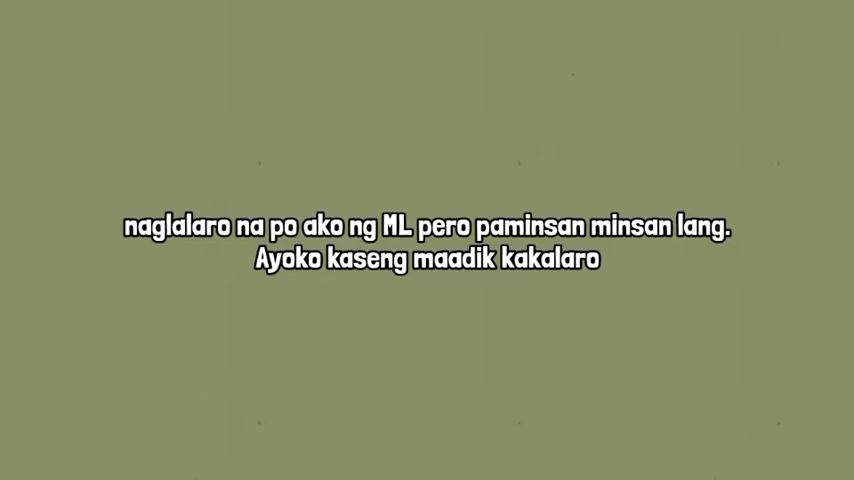 naglalaro na po ako ng ML pero paminsan minsan lang.
Ayoko kaseng maadik kakalaro